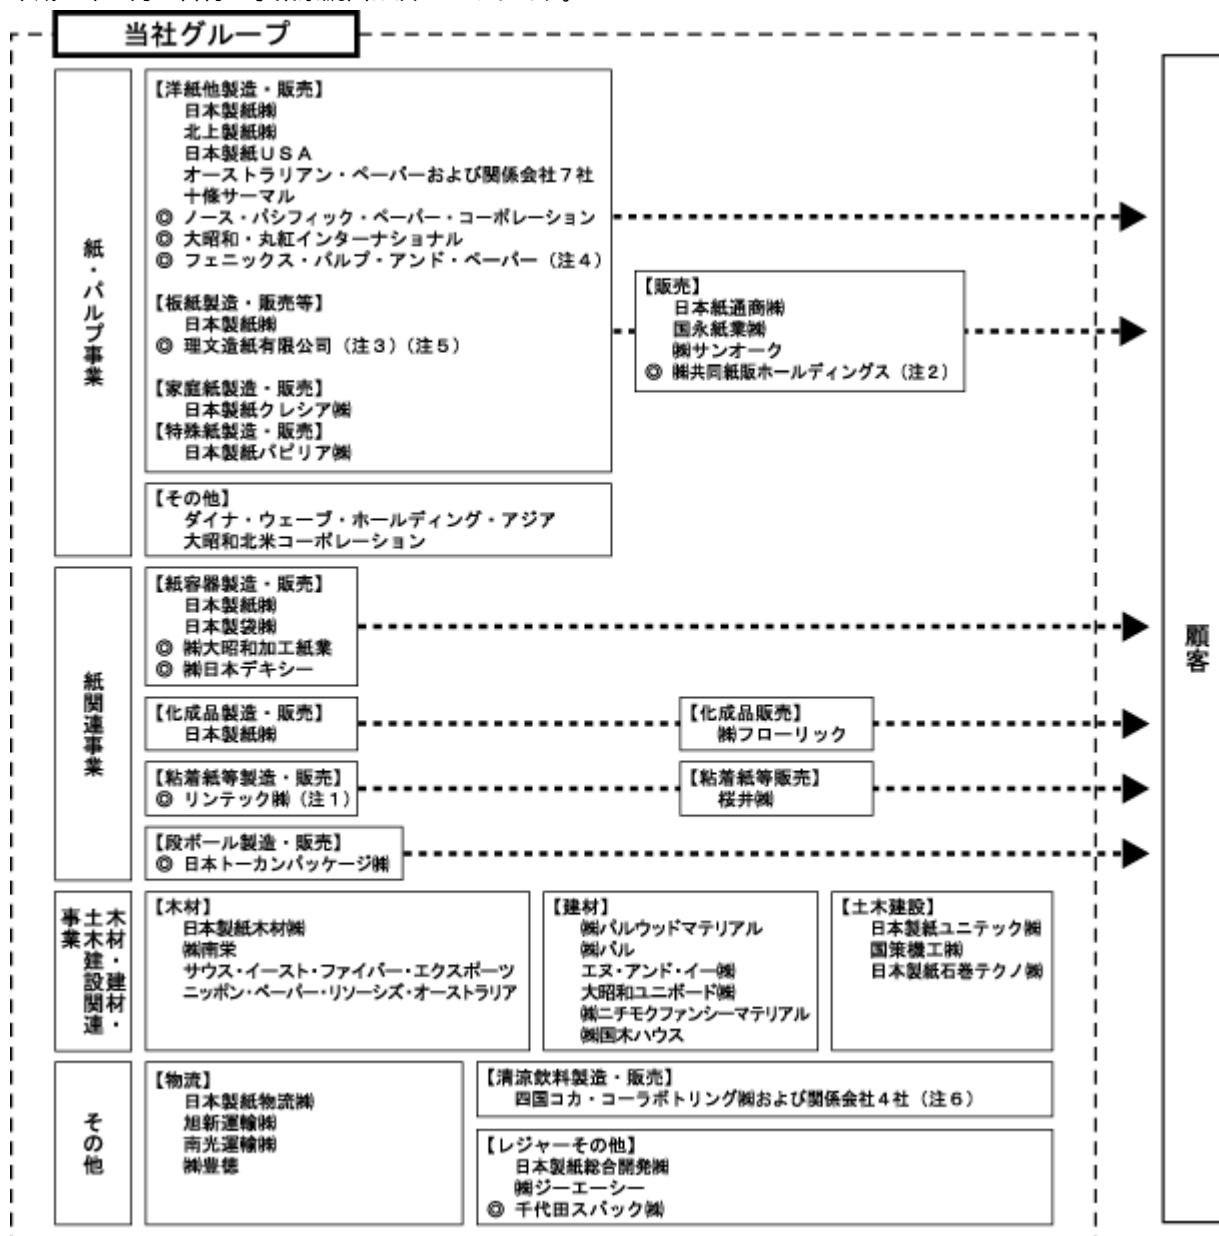 当社グループ
紙・パルプ事業
【洋紙他製造・販売】
日本製紙㈱
北上製紙㈱
日本製紙USA
オーストラリアン・ペーパーおよび関係会社7社
十條サーマル
◎ ノース・パシフィック・ペーパー・コーポレーション
◎ 大昭和・丸紅インターナショナル
◎ フェニックス・パルプ・アンド・ペーパー（注4）
【板紙製造・販売等】
日本製紙㈱
◎ 理文造紙有限公司（注3）（注5）
【家庭紙製造・販売】
日本製紙クレシア㈱
【特殊紙製造・販売】
日本製紙パピリア㈱
【販売】
日本紙通商㈱
国永紙業㈱
㈱サンオーク
◎ ㈱共同紙販ホールディングス（注2）
【その他】
ダイナ・ウェーブ・ホールディング・アジア
大昭和北米コーポレーション
紙関連事業
【紙容器製造・販売】
日本製紙㈱
日本製袋㈱
◎ ㈱大昭和加工紙業
◎ ㈱日本デキシー
【化成品製造・販売】
日本製紙㈱
【化成品販売】
㈱フローリック
【粘着紙等製造・販売】
◎ リンテック㈱（注1）
【粘着紙等販売】
桜井㈱
【段ボール製造・販売】
◎ 日本トーカンパッケージ㈱
木材・建材・
土木建設関連
事業
【木材】
日本製紙木材㈱
㈱南栄
サウス・イースト・ファイバー・エクスポーツ
ニッポン・ペーパー・リソーシズ・オーストラリア
【建材】
㈱パルウッドマテリアル
㈱パル
エヌ・アンド・イー㈱
大昭和ユニボード㈱
㈱ニチモクファンシーマテリアル
㈱国木ハウス
【土木建設】
日本製紙ユニテック㈱
国策機工㈱
日本製紙石巻テクノ㈱
その他
【物流】
日本製紙物流㈱
旭新運輸㈱
南光運輸㈱
㈱豊徳
【清涼飲料製造・販売】
四国コカ・コーラボトリング㈱および関係会社4社（注6）
【レジャーその他】
日本製紙総合開発㈱
㈱ジーエーシー
◎ 千代田スバック㈱
顧客